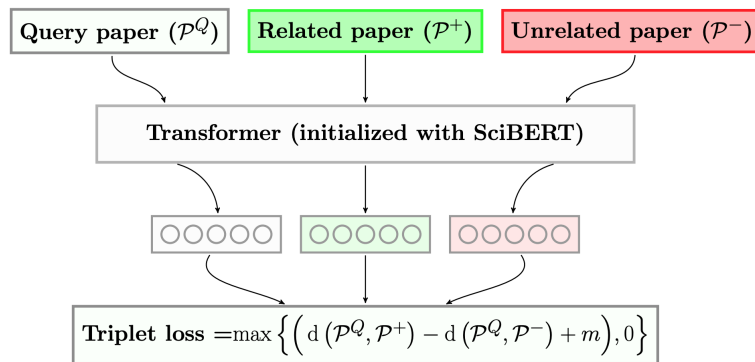 Query paper (𝒫^Q)
Related paper (𝒫^+)
Unrelated paper (𝒫^−)
Transformer (initialized with SciBERT)
Triplet loss =max {( d (𝒫^Q, 𝒫^+) − d (𝒫^Q, 𝒫^−) + m), 0}